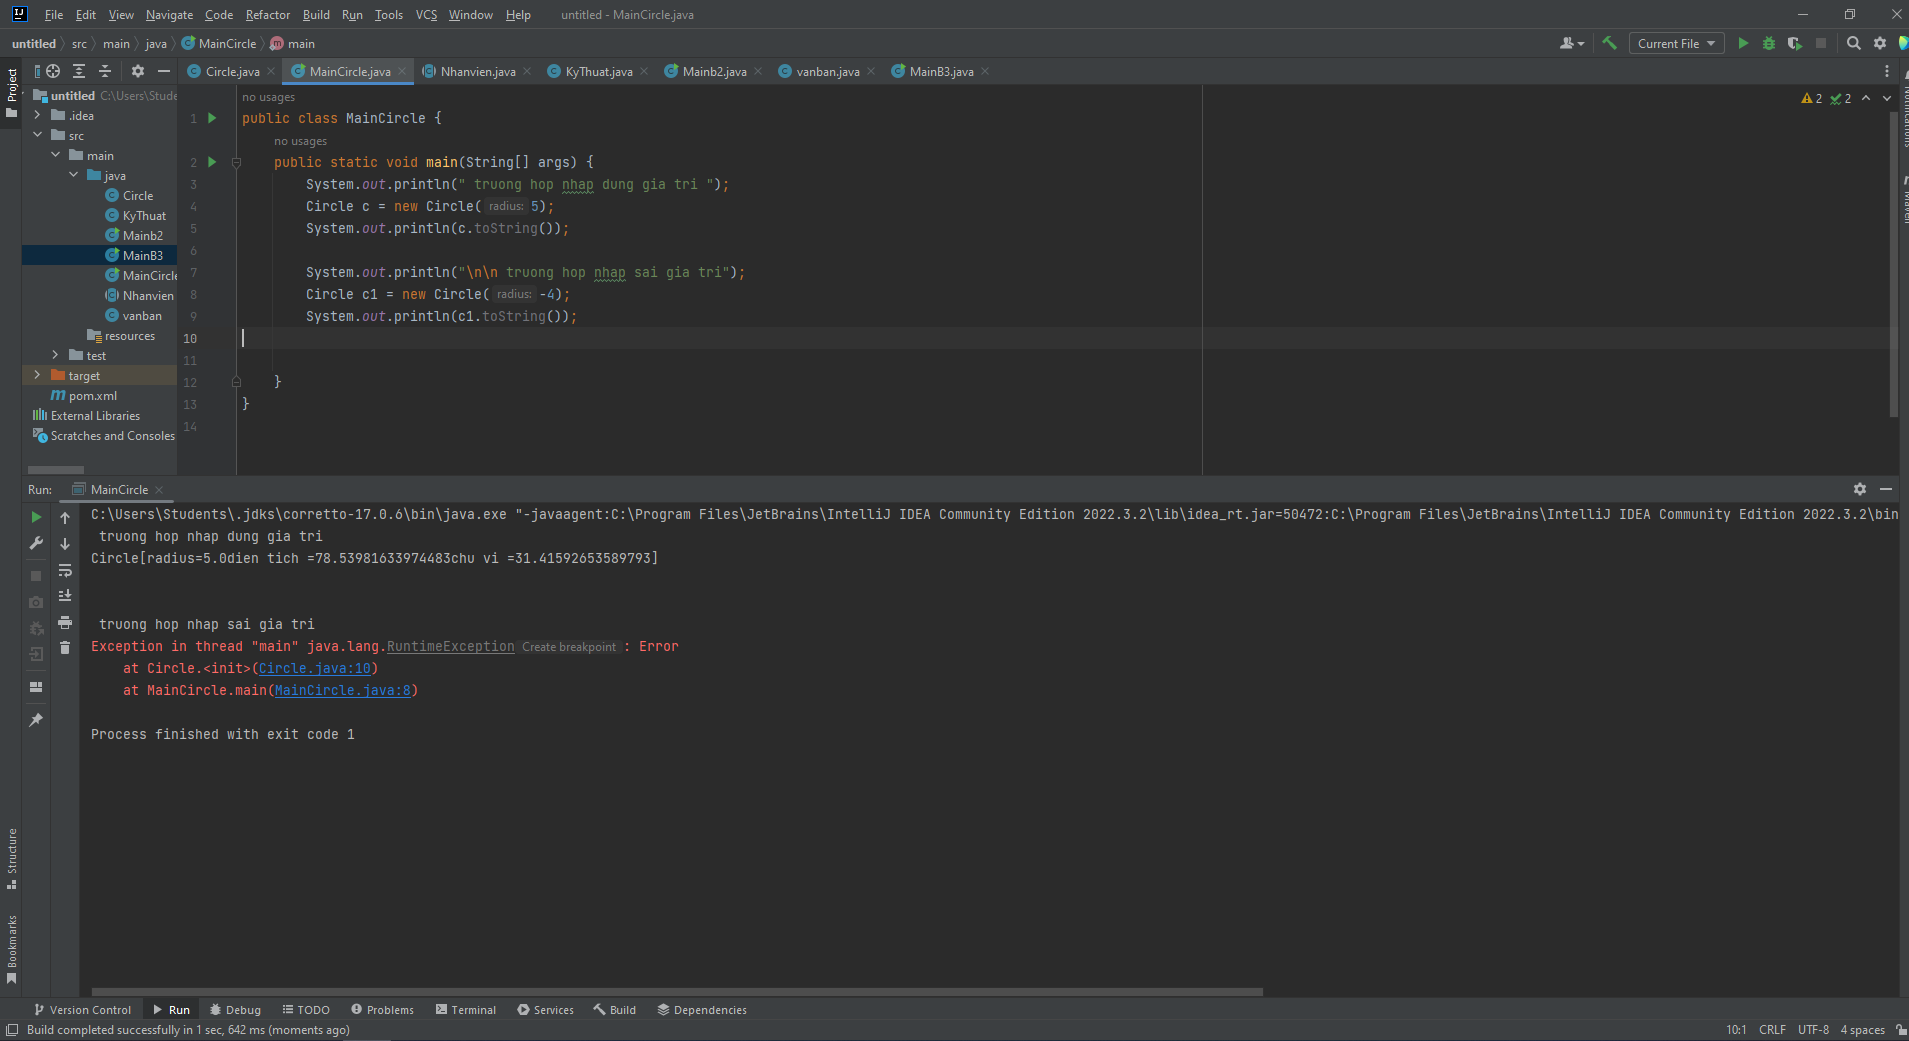 File Edit View Navigate Code Refactor Build Run Tools VCS Window Help untitled - MainCircle.java
untitled src main java MainCircle main
Current File
Project
Circle.java MainCircle.java Nhanvien.java KyThuat.java Mainb2.java vanban.java MainB3.java
untitled C:\Users\Stude
.idea
src
main
java
Circle
KyThuat
Mainb2
MainB3
MainCircle
Nhanvien
vanban
resources
test
target
pom.xml
External Libraries
Scratches and Consoles
no usages
2 2
1 public class MainCircle {
no usages
2 public static void main(String[] args) {
3 System.out.println(" truong hop nhap dung gia tri ");
4 Circle c = new Circle( radius: 5);
5 System.out.println(c.toString());
6
7 System.out.println("\n\n truong hop nhap sai gia tri");
8 Circle c1 = new Circle( radius: -4);
9 System.out.println(c1.toString());
10
11
12 }
13 }
14
Notifications
Maven
Run: MainCircle
C:\Users\Students\.jdks\corretto-17.0.6\bin\java.exe "-javaagent:C:\Program Files\JetBrains\IntelliJ IDEA Community Edition 2022.3.2\lib\idea_rt.jar=50472:C:\Program Files\JetBrains\IntelliJ IDEA Community Edition 2022.3.2\bin
truong hop nhap dung gia tri
Circle[radius=5.0dien tich =78.53981633974483chu vi =31.41592653589793]
truong hop nhap sai gia tri
Exception in thread "main" java.lang.RuntimeException Create breakpoint : Error
at Circle.<init>(Circle.java:10)
at MainCircle.main(MainCircle.java:8)
Process finished with exit code 1
Structure
Bookmarks
Version Control Run Debug TODO Problems Terminal Services Build Dependencies
Build completed successfully in 1 sec, 642 ms (moments ago) 10:1 CRLF UTF-8 4 spaces